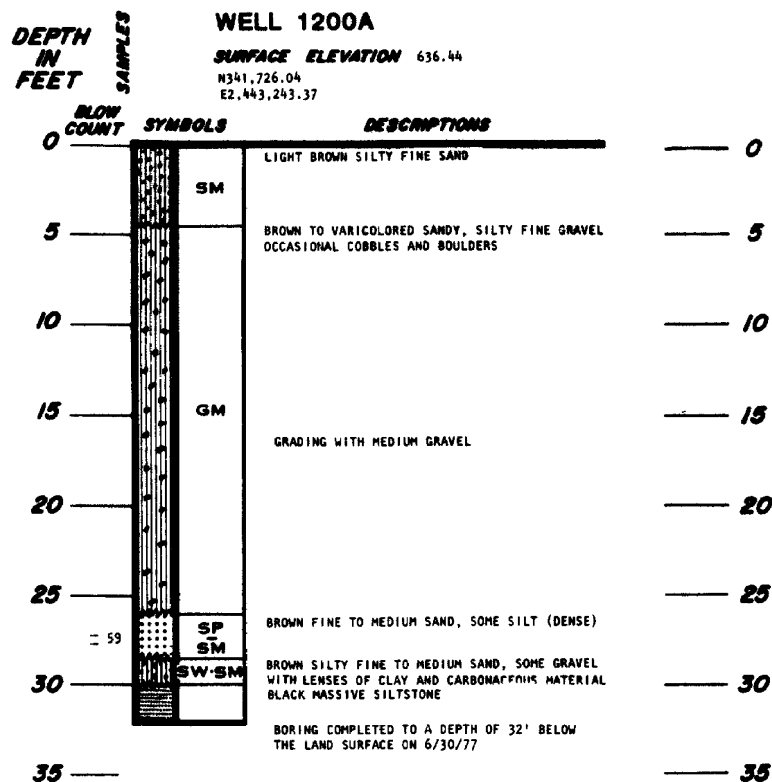 WELL 1200A
DEPTH IN FEET
SAMPLES
SURFACE ELEVATION 636.44
N341,726.04
E2,443,243.37
BLOW COUNT
SYMBOLS
DESCRIPTIONS
0
LIGHT BROWN SILTY FINE SAND
0
SM
5
BROWN TO VARICOLORED SANDY, SILTY FINE GRAVEL
5
OCCASIONAL COBBLES AND BOULDERS
10
10
15
GM
15
GRADING WITH MEDIUM GRAVEL
20
20
25
25
SP-SM
BROWN FINE TO MEDIUM SAND, SOME SILT (DENSE)
59
SW-SM
BROWN SILTY FINE TO MEDIUM SAND, SOME GRAVEL
WITH LENSES OF CLAY AND CARBONACEOUS MATERIAL
30
BLACK MASSIVE SILTSTONE
30
BORING COMPLETED TO A DEPTH OF 32' BELOW
THE LAND SURFACE ON 6/30/77
35
35